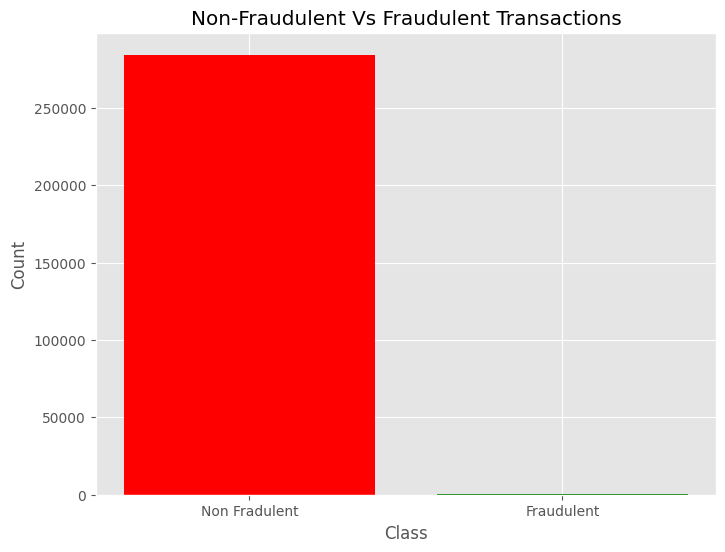 Non-Fraudulent Vs Fraudulent Transactions
250000
200000
150000
100000
50000
0
Count
Non Fradulent
Fraudulent
Class